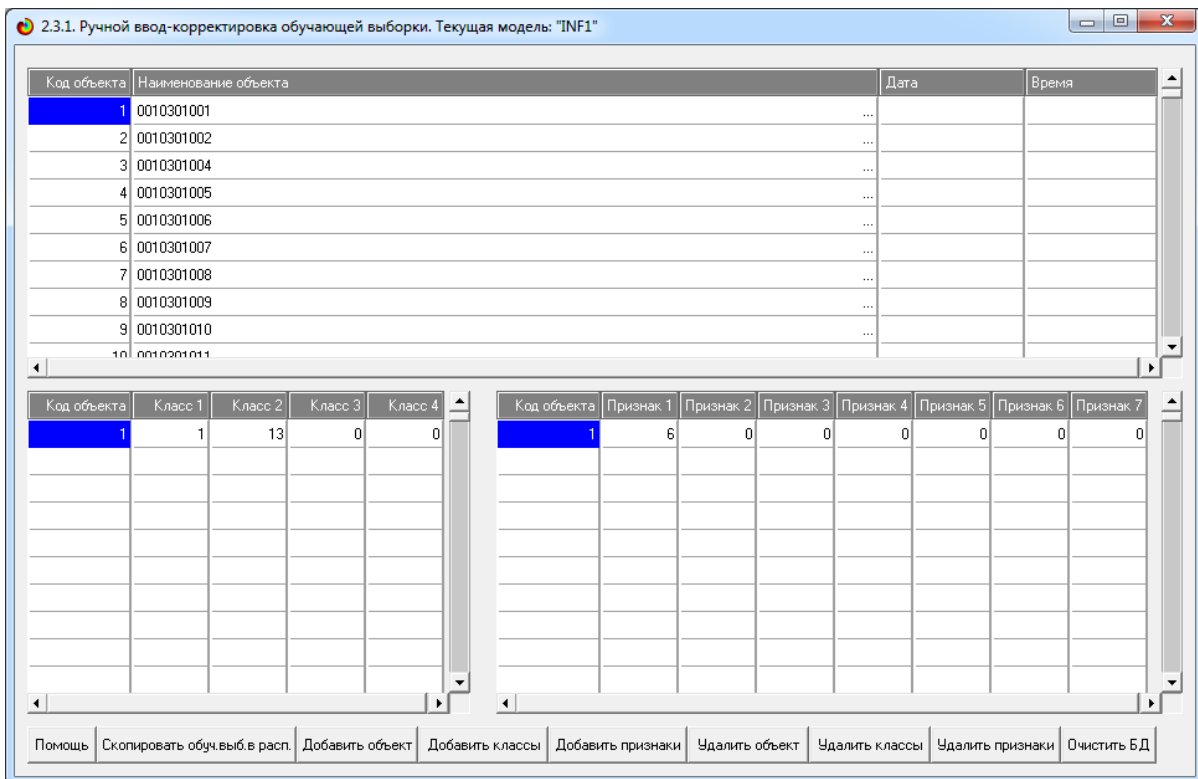 2.3.1. Ручной ввод-корректировка обучающей выборки. Текущая модель: "INF1"
Код объекта Наименование объекта Дата Время
1 0010301001 ...
2 0010301002 ...
3 0010301004 ...
4 0010301005 ...
5 0010301006 ...
6 0010301007 ...
7 0010301008 ...
8 0010301009 ...
9 0010301010 ...
10 0010301011
Код объекта Класс 1 Класс 2 Класс 3 Класс 4
1 1 13 0 0
Код объекта Признак 1 Признак 2 Признак 3 Признак 4 Признак 5 Признак 6 Признак 7
1 6 0 0 0 0 0 0
Помощь Скопировать обуч.выб.в расп. Добавить объект Добавить классы Добавить признаки Удалить объект Удалить классы Удалить признаки Очистить БД